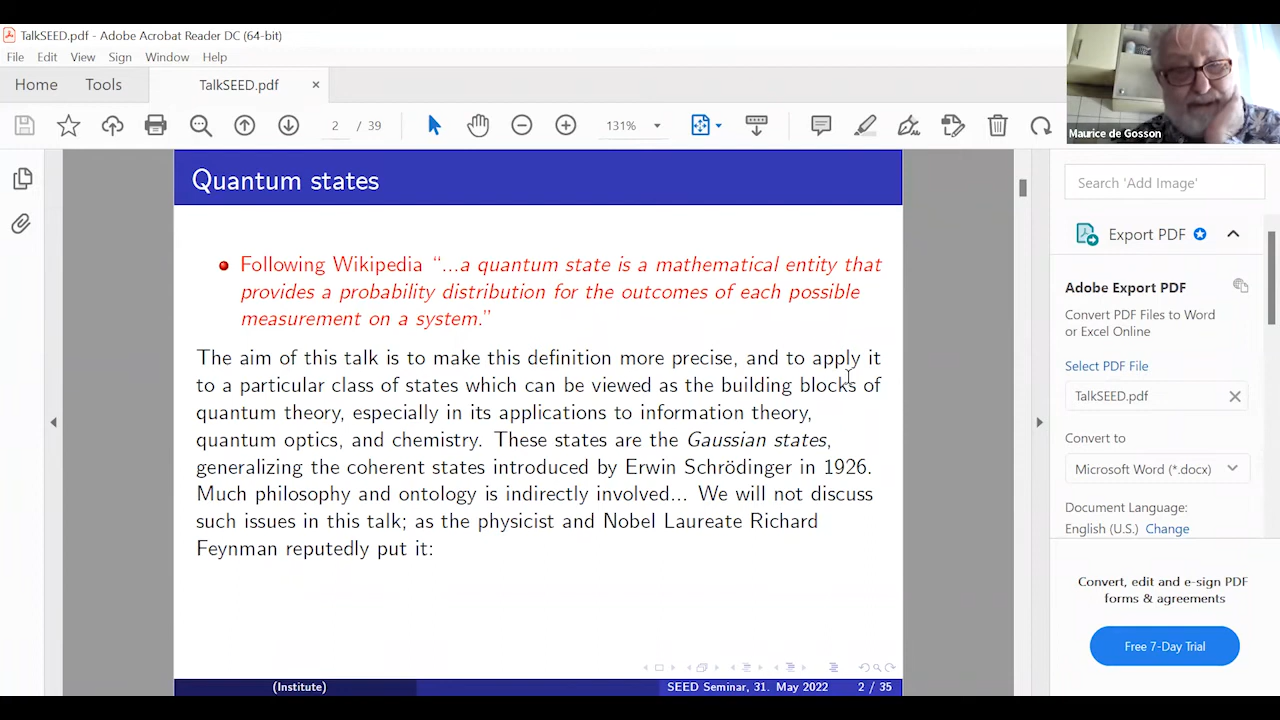 TalkSEED.pdf - Adobe Acrobat Reader DC (64-bit)
File Edit View Sign Window Help
Home Tools TalkSEED.pdf ×
2 / 39 131%
Maurice de Gosson
Quantum states
Following Wikipedia “...a quantum state is a mathematical entity that
provides a probability distribution for the outcomes of each possible
measurement on a system.”
The aim of this talk is to make this definition more precise, and to apply it
to a particular class of states which can be viewed as the building blocks of
quantum theory, especially in its applications to information theory,
quantum optics, and chemistry. These states are the Gaussian states,
generalizing the coherent states introduced by Erwin Schrödinger in 1926.
Much philosophy and ontology is indirectly involved... We will not discuss
such issues in this talk; as the physicist and Nobel Laureate Richard
Feynman reputedly put it:
(Institute) SEED Seminar, 31. May 2022 2 / 35
Search 'Add Image'
Export PDF
Adobe Export PDF
Convert PDF Files to Word
or Excel Online
Select PDF File
TalkSEED.pdf
Convert to
Microsoft Word (*.docx)
Document Language:
English (U.S.) Change
Convert, edit and e-sign PDF
forms & agreements
Free 7-Day Trial